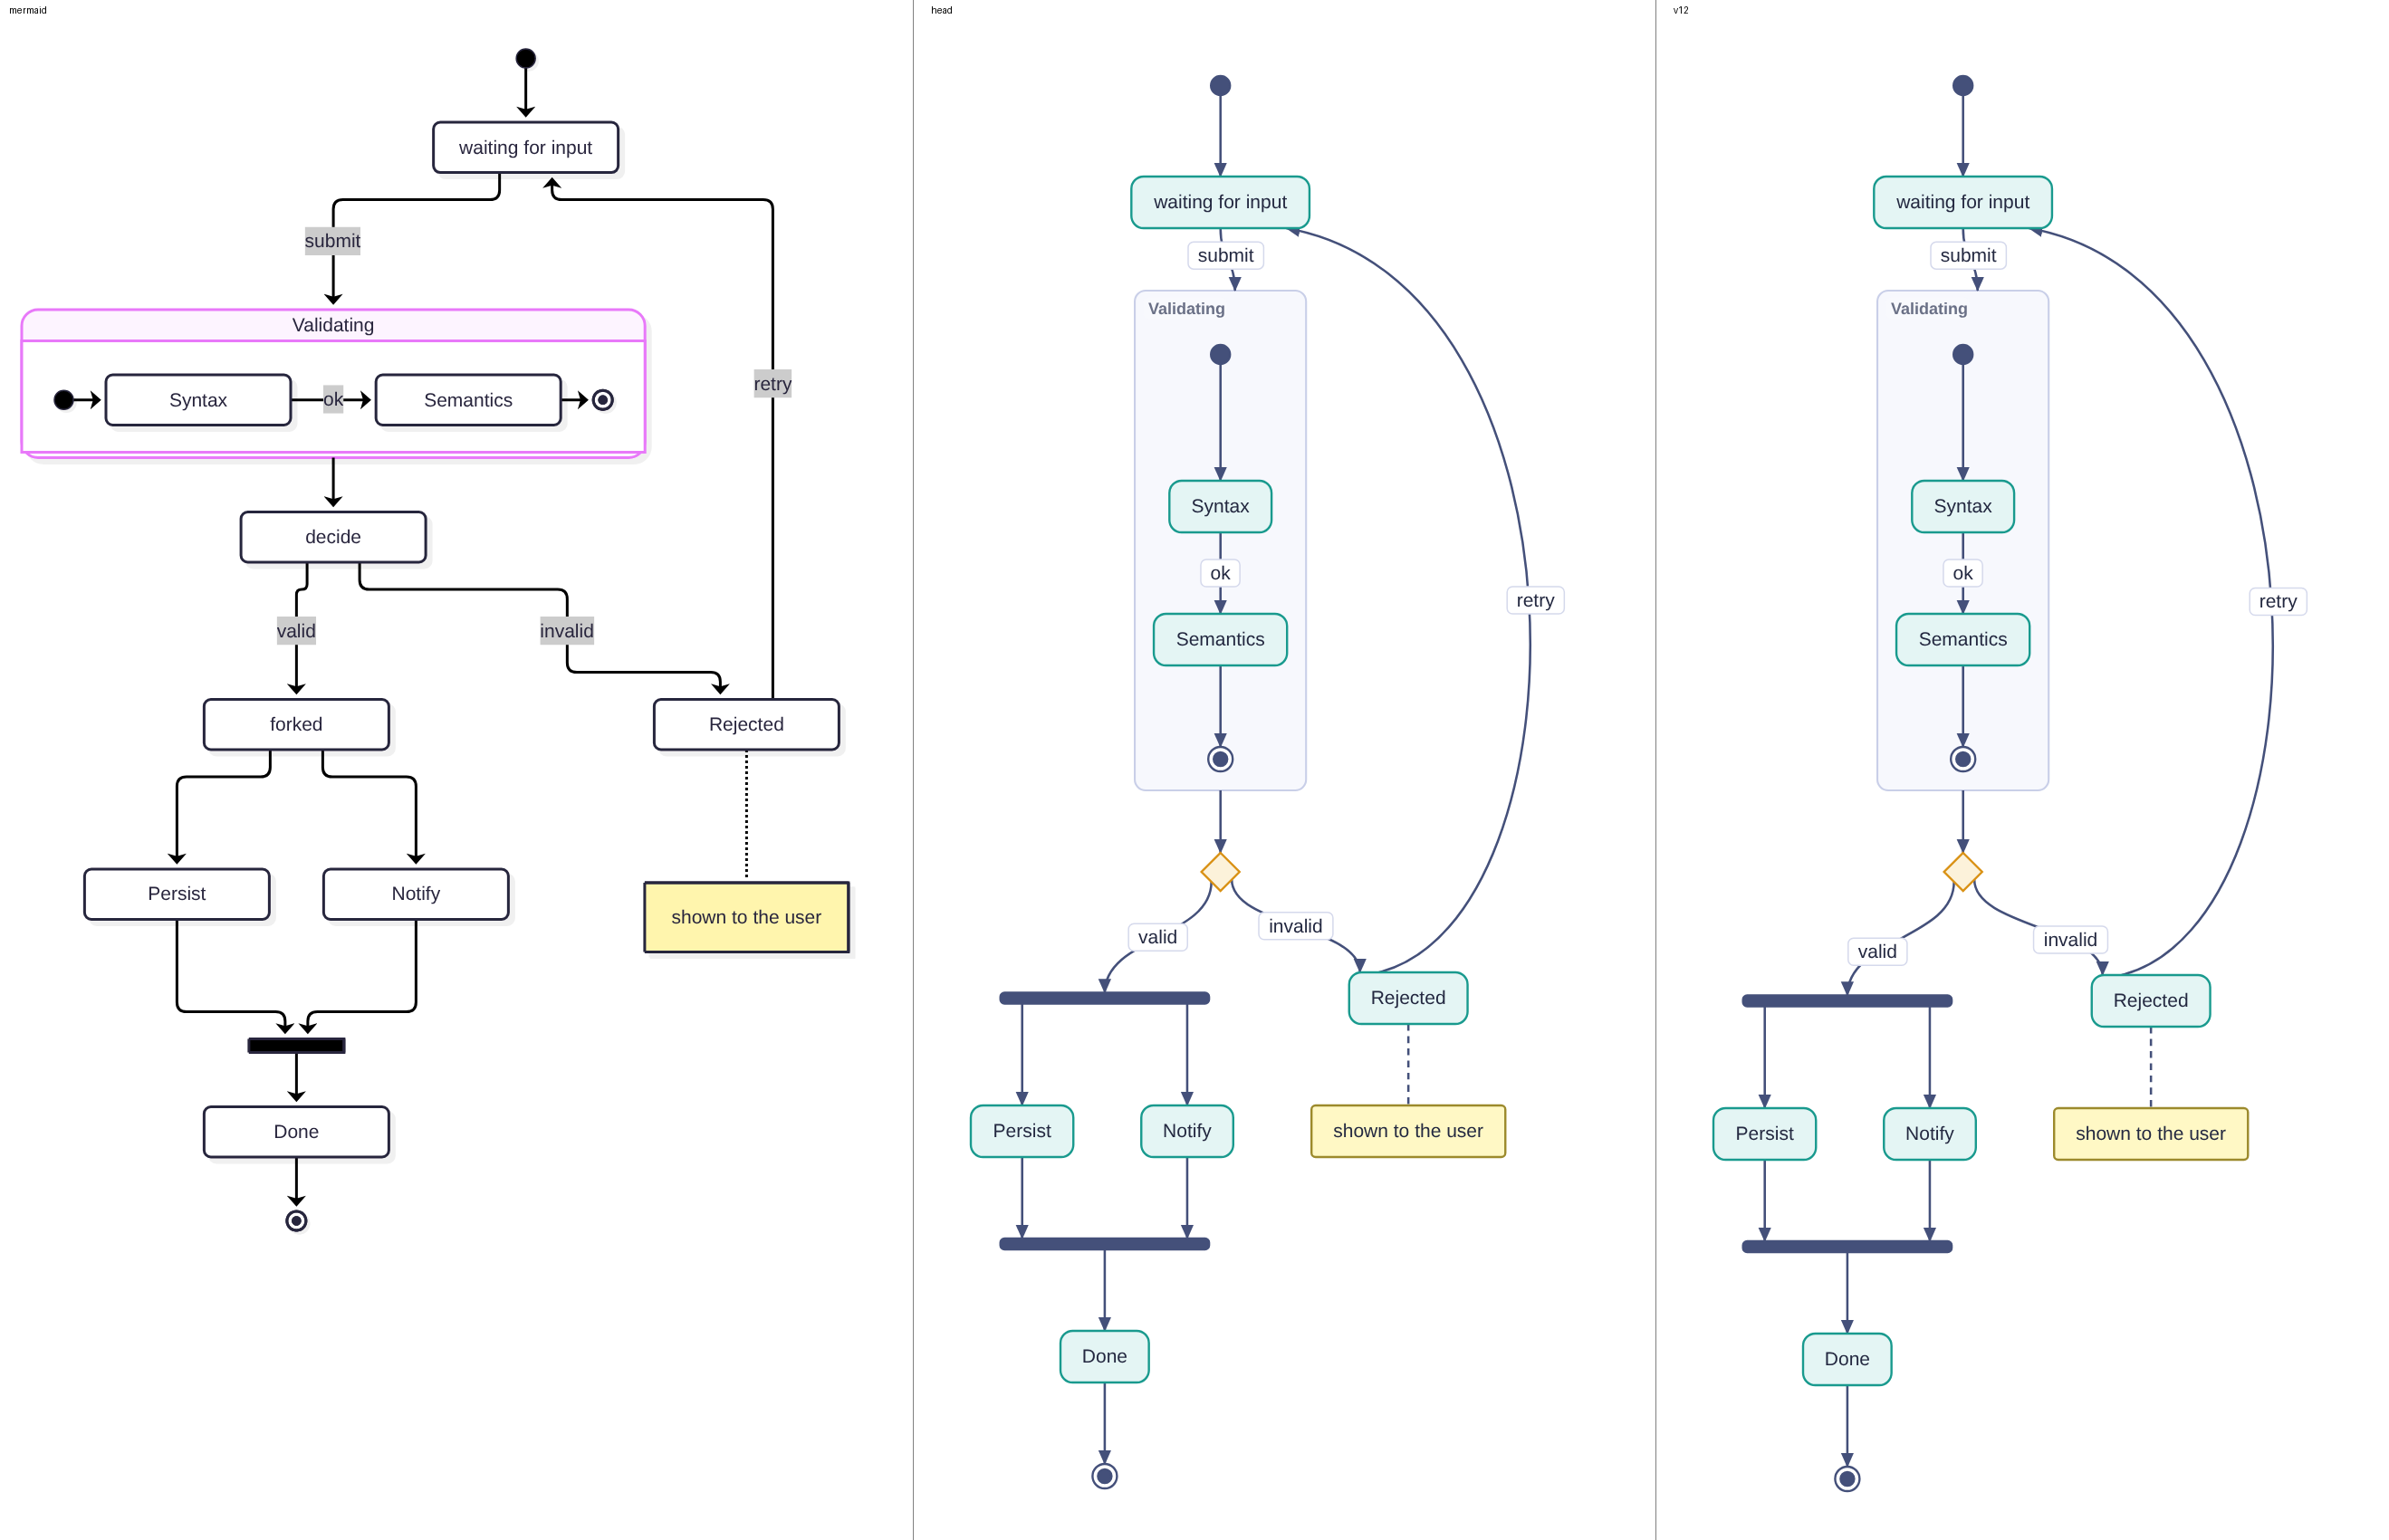 mermaid
waiting for input
submit
Validating
retry
Syntax
ok
Semantics
decide
valid
invalid
forked
Rejected
Persist
Notify
shown to the user
Done
head
waiting for input
submit
Validating
Syntax
ok
retry
Semantics
invalid
valid
Rejected
Persist
Notify
shown to the user
Done
v12
waiting for input
submit
Validating
Syntax
ok
retry
Semantics
invalid
valid
Rejected
Persist
Notify
shown to the user
Done